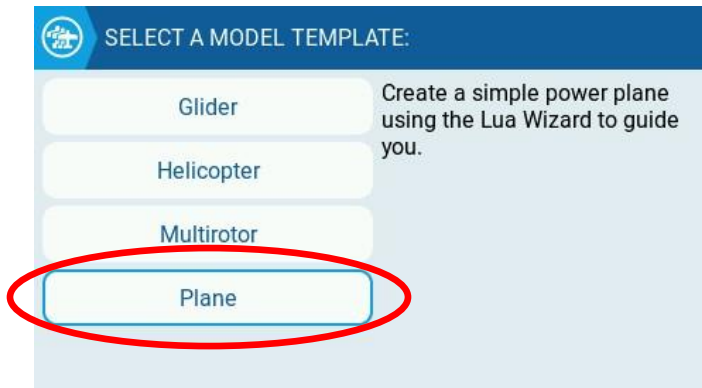 SELECT A MODEL TEMPLATE:
Glider
Helicopter
Multirotor
Plane
Create a simple power plane
using the Lua Wizard to guide
you.